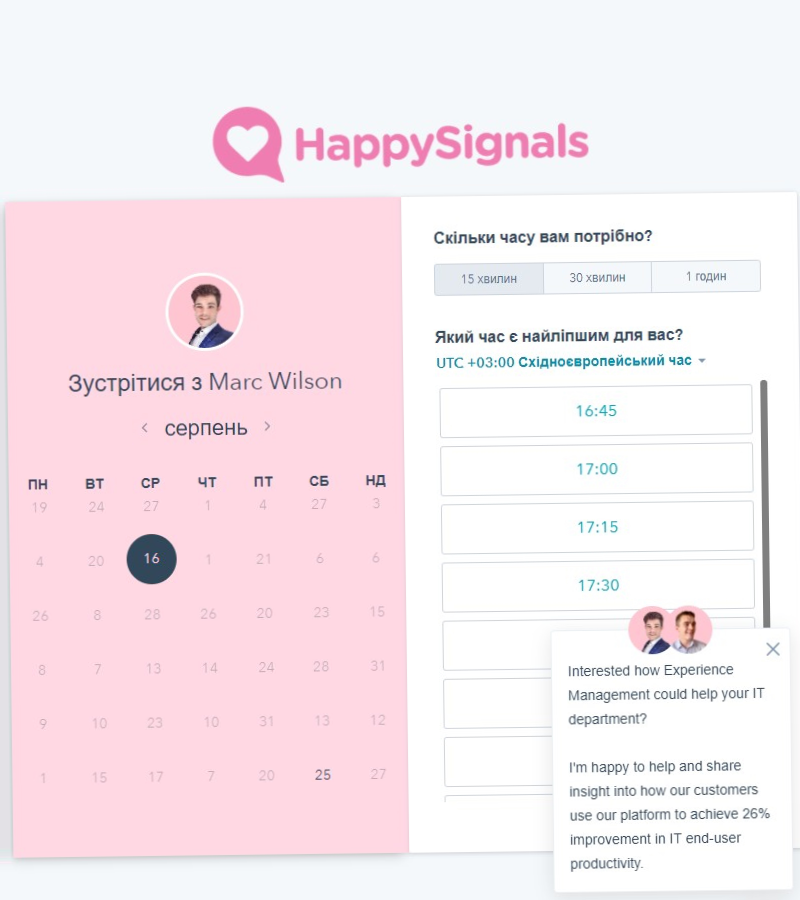 HappySignals
Зустрітися з Marc Wilson
серпень
ПН ВТ СР ЧТ ПТ СБ НД
19 24 27 1 4 27 3
4 20 16 1 21 6 6
26 8 28 26 20 23 15
8 7 13 14 24 28 31
9 10 23 10 31 13 12
1 15 17 7 20 25 27
Скільки часу вам потрібно?
15 хвилин 30 хвилин 1 годин
Який час є найліпшим для вас?
UTC +03:00 Східноєвропейський час
16:45
17:00
17:15
17:30
Interested how Experience
Management could help your IT
department?
I'm happy to help and share
insight into how our customers
use our platform to achieve 26%
improvement in IT end-user
productivity.